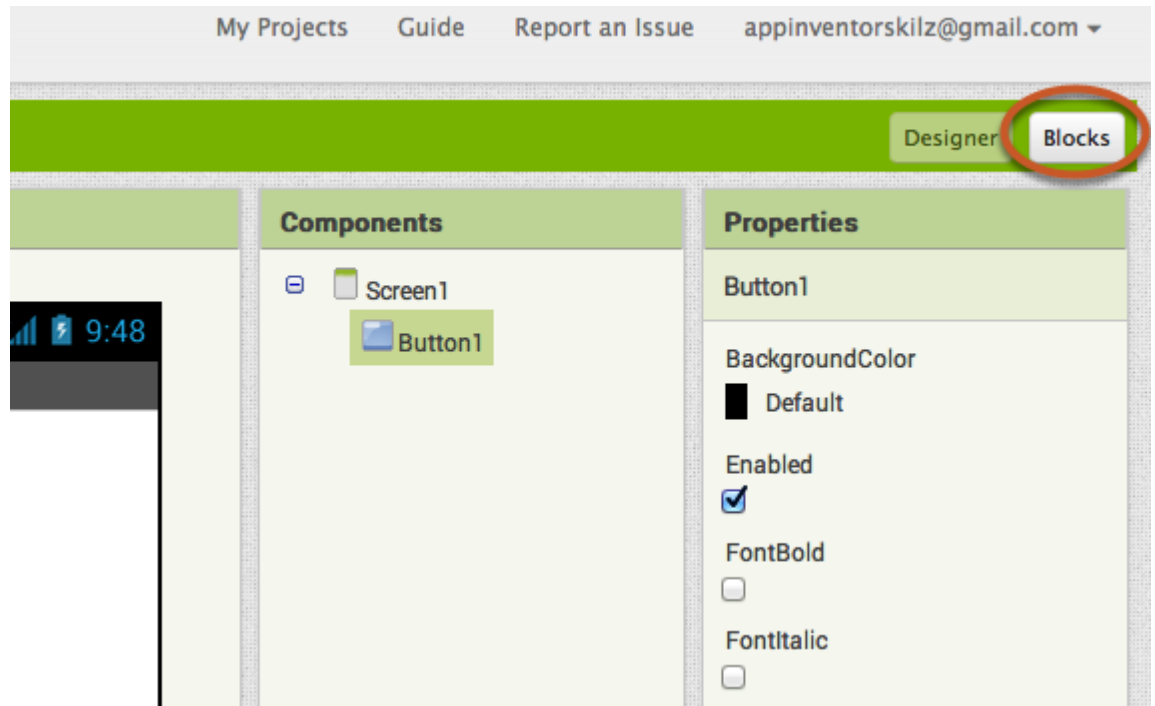 My Projects Guide Report an Issue appinventorskilz@gmail.com
Designer Blocks
Components
Properties
Screen1
Button1
Button1
9:48
BackgroundColor
Default
Enabled
FontBold
FontItalic